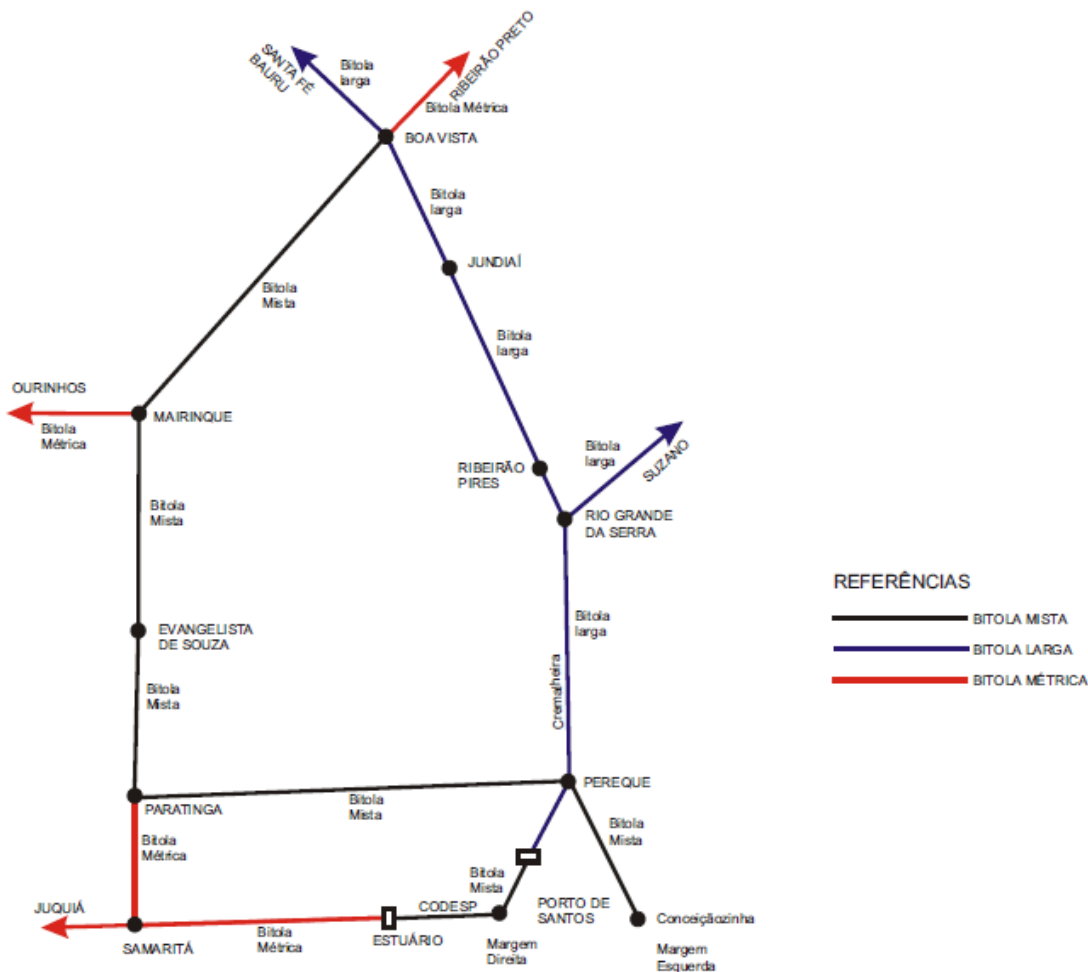 SANTA FÉ
BAURU
Bitola
larga
RIBEIRÃO PRETO
Bitola Métrica
BOA VISTA
Bitola
larga
JUNDIAÍ
Bitola
Mista
Bitola
larga
OURINHOS
MAIRINQUE
Bitola
Métrica
Bitola
larga
SUZANO
RIBEIRÃO
PIRES
Bitola
Mista
RIO GRANDE
DA SERRA
REFERÊNCIAS
BITOLA MISTA
BITOLA LARGA
BITOLA MÉTRICA
Bitola
larga
EVANGELISTA
DE SOUZA
Bitola
Mista
Cremalheira
PEREQUE
PARATINGA
Bitola
Mista
Bitola
Mista
Bitola
Métrica
Bitola
Mista
JUQUIÁ
CODESP
PORTO DE
SANTOS
Conceiçãozinha
SAMARITÁ
Bitola
Métrica
ESTUÁRIO
Margem
Direita
Margem
Esquerda